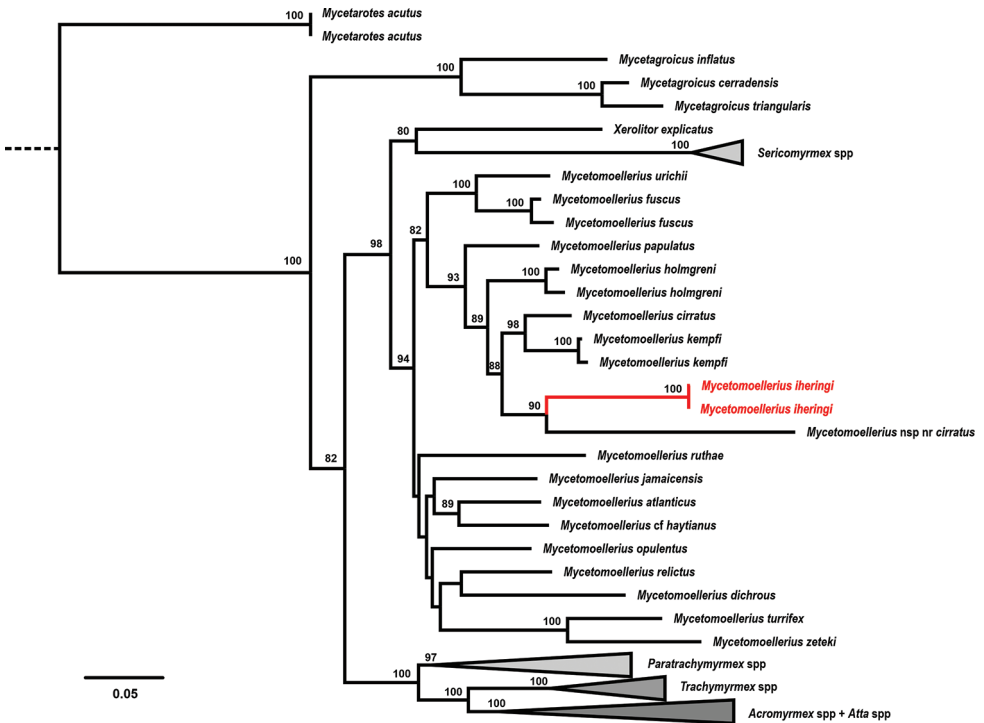 100
Mycetarotes acutus
Mycetarotes acutus
Mycetagroicus inflatus
100
Mycetagroicus cerradensis
100
Mycetagroicus triangularis
Xerolitor explicatus
80
100
Sericomyrmex spp
Mycetomoellerius urichii
100
Mycetomoellerius fuscus
100
Mycetomoellerius fuscus
82
98
Mycetomoellerius papulatus
100
Mycetomoellerius holmgreni
93
100
Mycetomoellerius holmgreni
89
Mycetomoellerius cirratus
98
Mycetomoellerius kempfi
100
94
88
Mycetomoellerius kempfi
Mycetomoellerius iheringi
100
90
Mycetomoellerius iheringi
Mycetomoellerius nsp nr cirratus
82
Mycetomoellerius ruthae
Mycetomoellerius jamaicensis
89
Mycetomoellerius atlanticus
Mycetomoellerius cf haytianus
Mycetomoellerius opulentus
Mycetomoellerius relictus
Mycetomoellerius dichrous
Mycetomoellerius turrifex
100
Mycetomoellerius zeteki
97
Paratrachymyrmex spp
100
100
Trachymyrmex spp
100
100
Acromyrmex spp + Atta spp
0.05